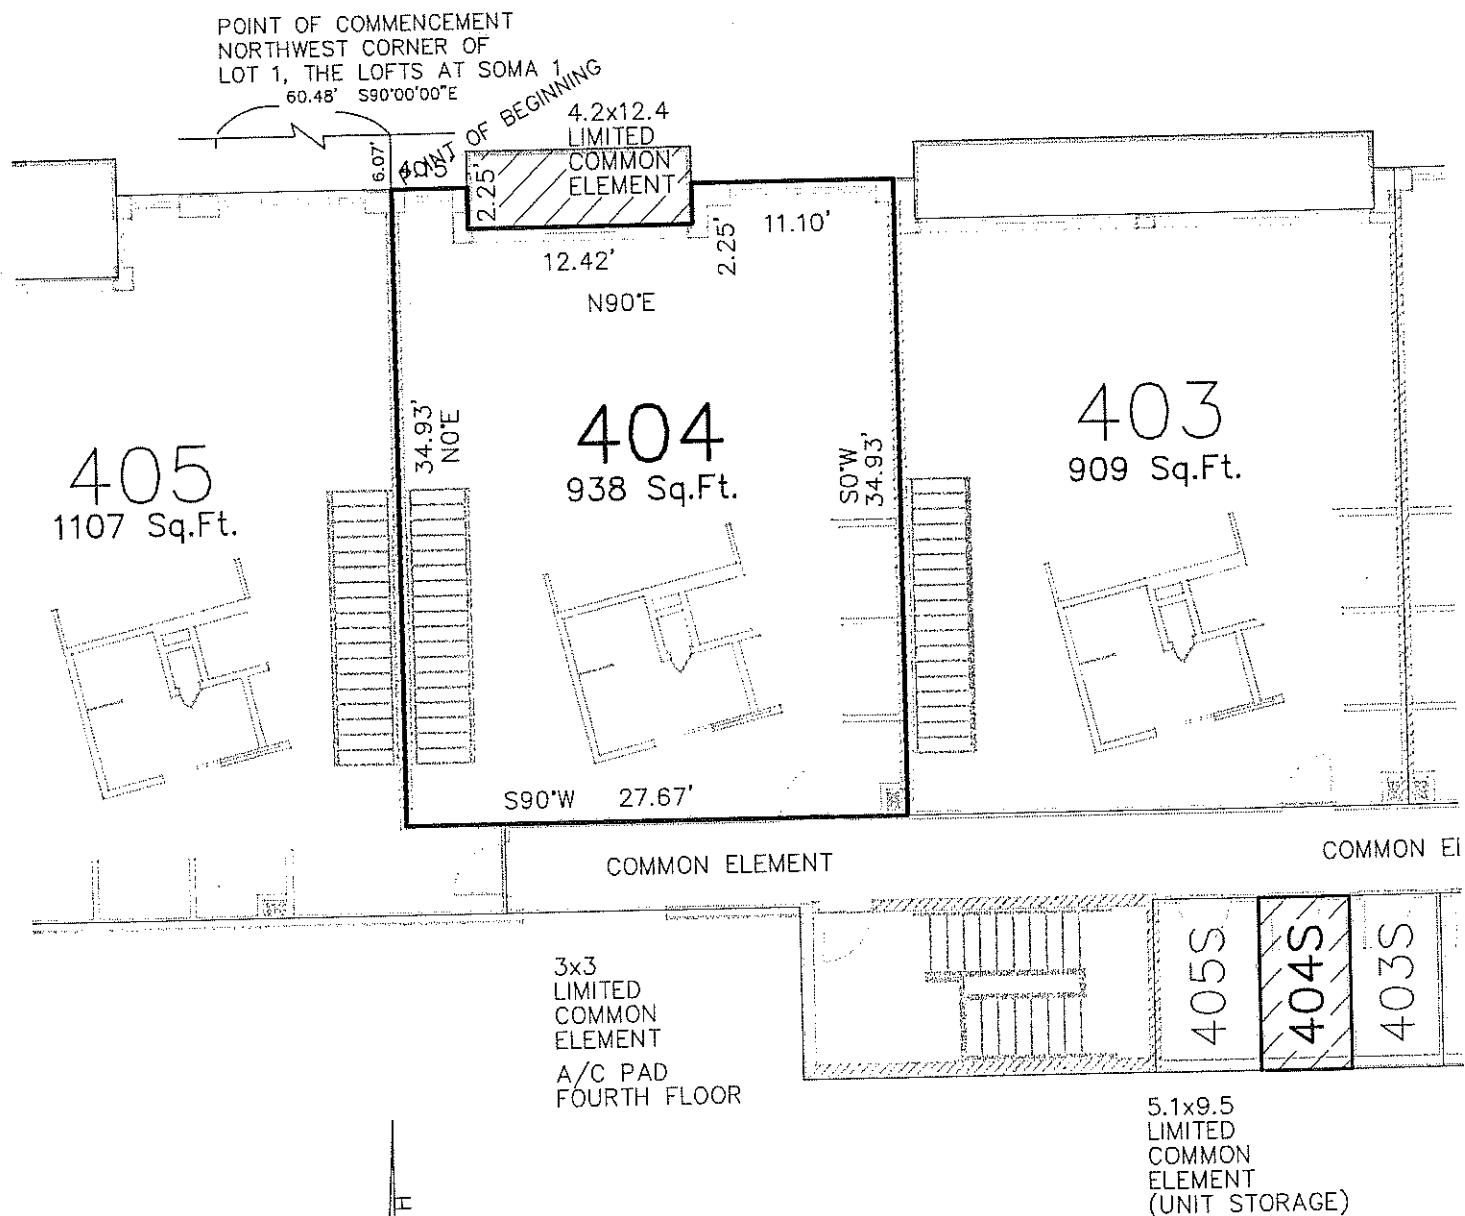 POINT OF COMMENCEMENT
NORTHWEST CORNER OF
LOT 1, THE LOFTS AT SOMA 1
60.48' S90°00'00"E
POINT OF BEGINNING
6.07'
4.2x12.4
LIMITED
COMMON
ELEMENT
2.25'
12.42'
2.25'
11.10'
N90°E
405
1107 Sq.Ft.
34.93'
N0°E
404
938 Sq.Ft.
S0°W
34.93'
403
909 Sq.Ft.
S90°W 27.67'
COMMON ELEMENT
COMMON El
3x3
LIMITED
COMMON
ELEMENT
A/C PAD
FOURTH FLOOR
405S
404S
403S
5.1x9.5
LIMITED
COMMON
ELEMENT
(UNIT STORAGE)
H